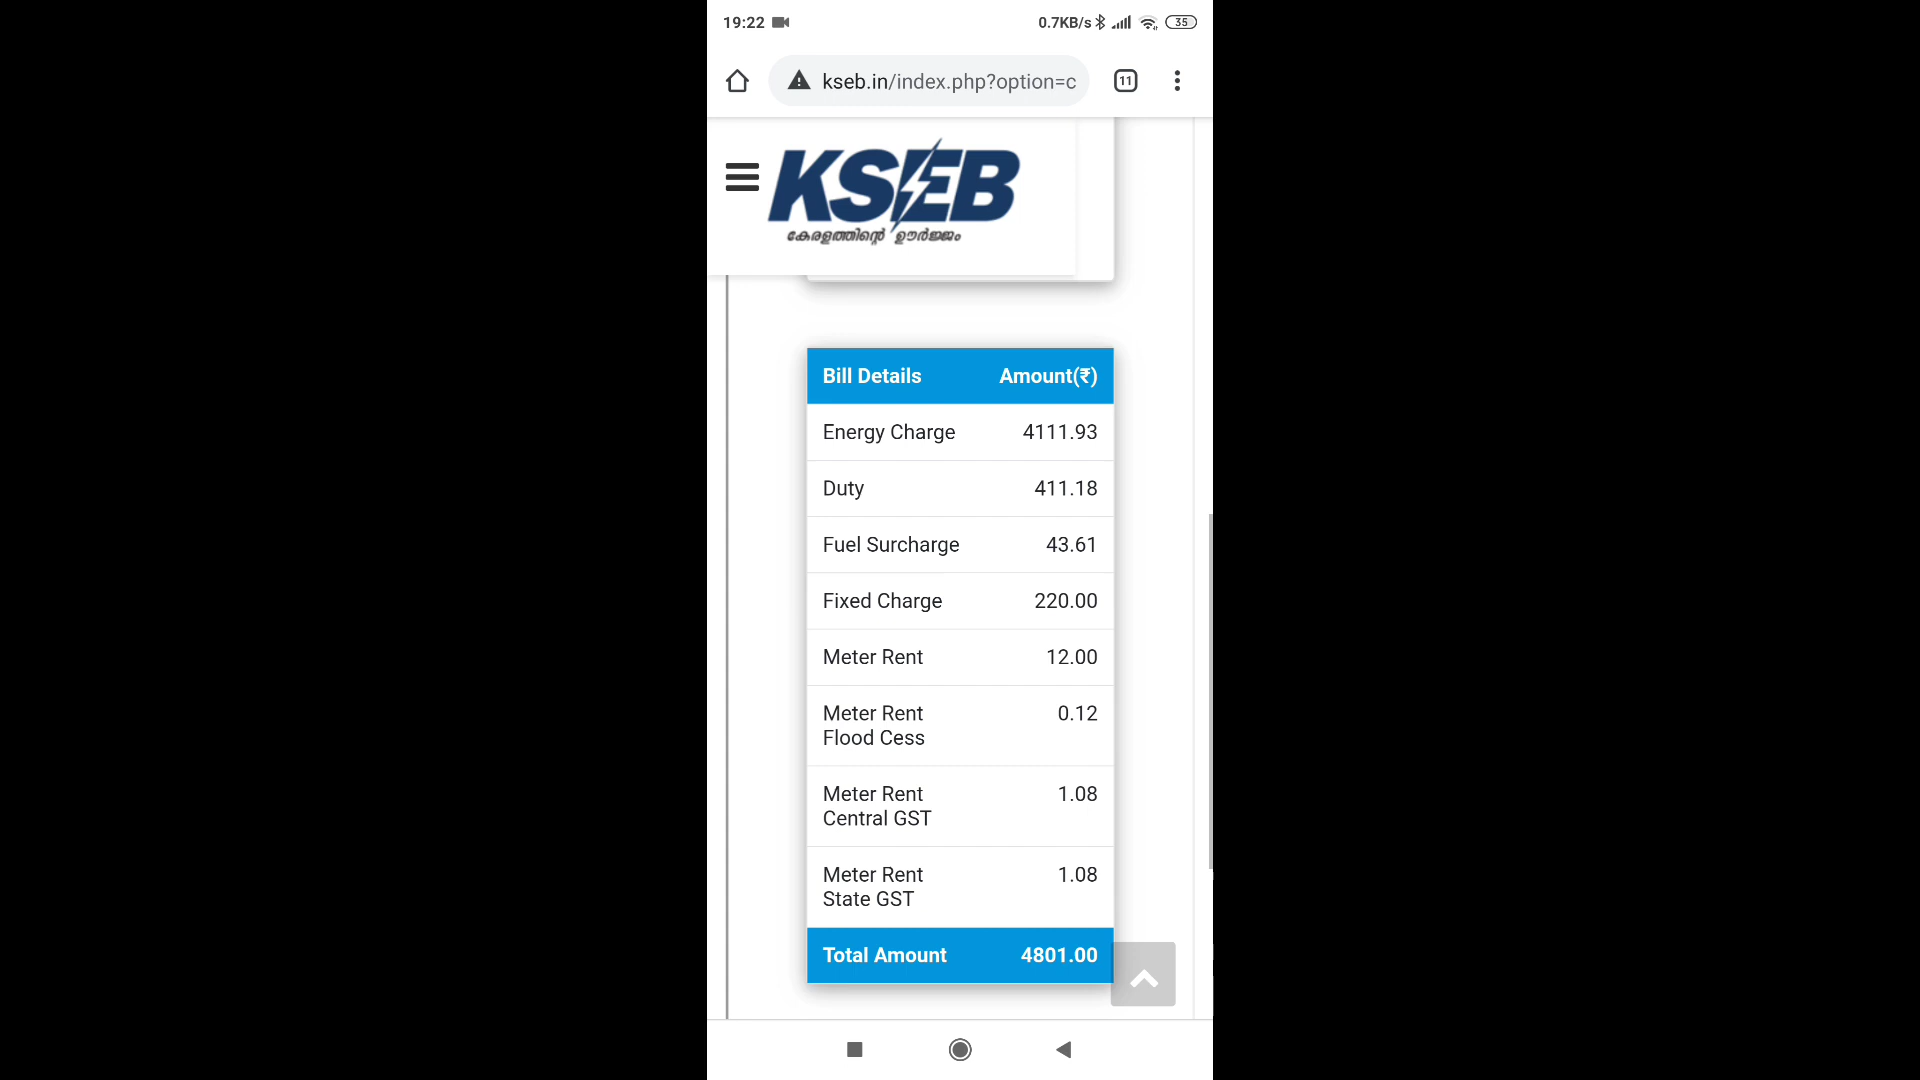 19:22 0.7KB/s 35
kseb.in/index.php?option=c 11
KSEB
കേരളത്തിന്റെ ഊർജ്ജം
Bill Details Amount(₹)
Energy Charge 4111.93
Duty 411.18
Fuel Surcharge 43.61
Fixed Charge 220.00
Meter Rent 12.00
Meter Rent 0.12
Flood Cess
Meter Rent 1.08
Central GST
Meter Rent 1.08
State GST
Total Amount 4801.00